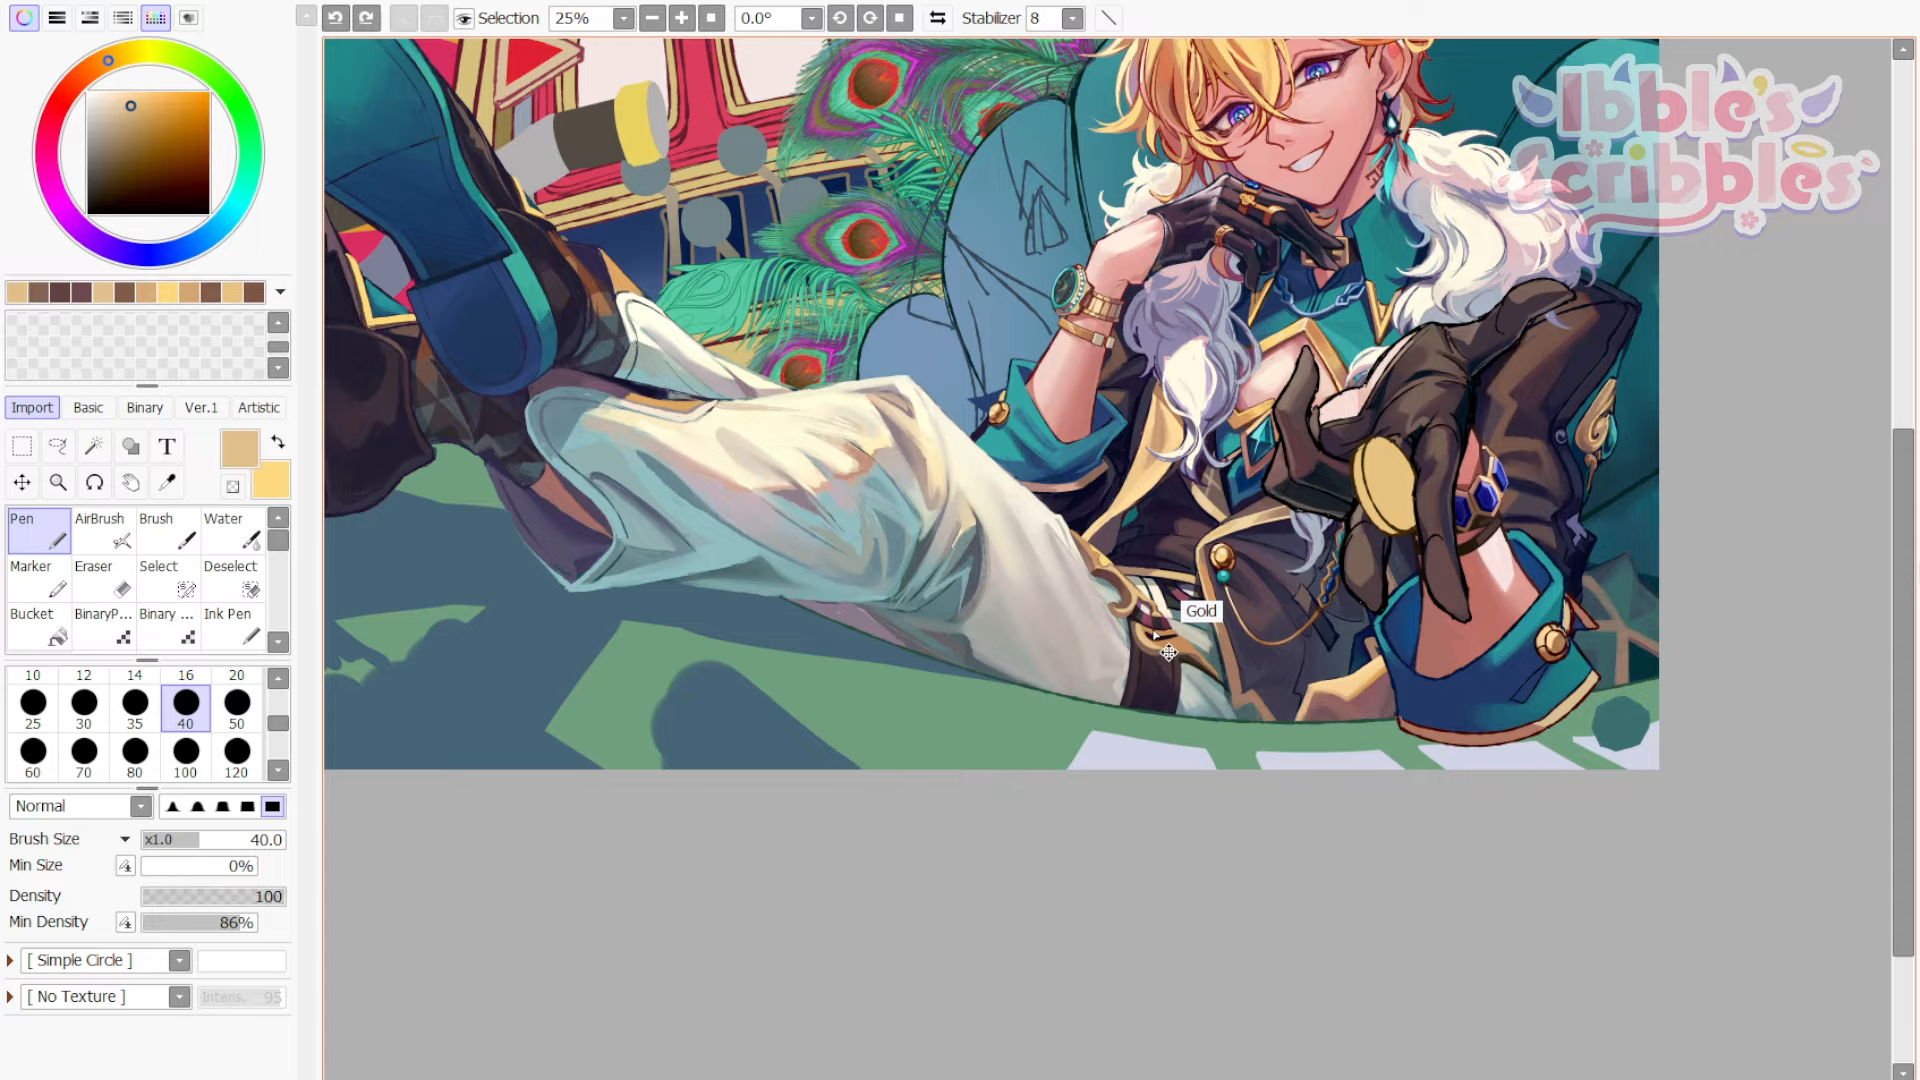 Selection 25% 0.0° Stabilizer 8
Ibble's
Scribbles
Import Basic Binary Ver.1 Artistic
T
Pen AirBrush Brush Water
Marker Eraser Select Deselect
Bucket BinaryP... Binary ... Ink Pen
Gold
10 12 14 16 20
25 30 35 40 50
60 70 80 100 120
Normal
Brush Size x1.0 40.0
Min Size 0%
Density 100
Min Density 86%
[ Simple Circle ]
[ No Texture ] Intens. 95